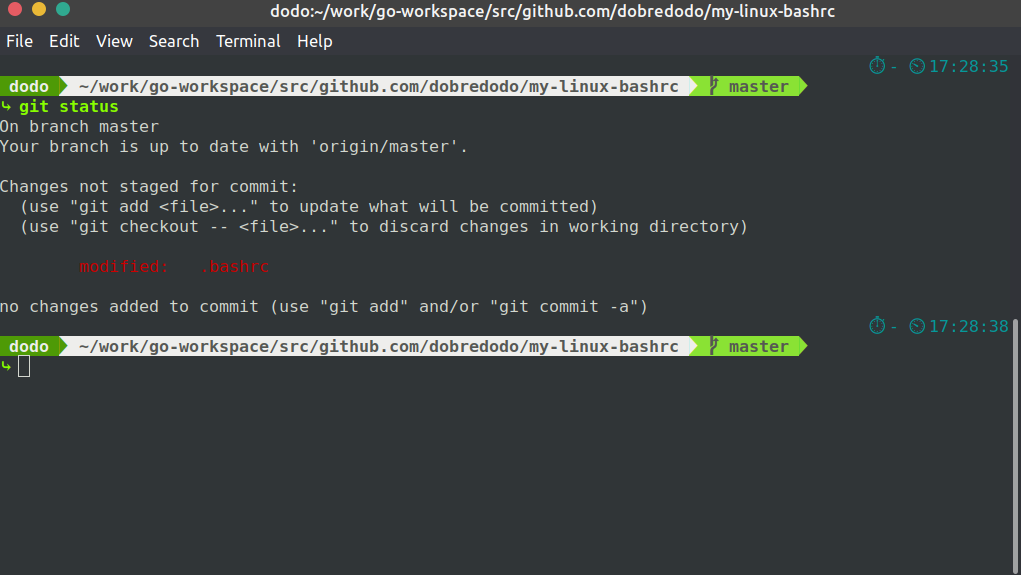 dodo:~/work/go-workspace/src/github.com/dobredodo/my-linux-bashrc
File Edit View Search Terminal Help
- 17:28:35
dodo ~/work/go-workspace/src/github.com/dobredodo/my-linux-bashrc master
git status
On branch master
Your branch is up to date with 'origin/master'.
Changes not staged for commit:
(use "git add <file>..." to update what will be committed)
(use "git checkout -- <file>..." to discard changes in working directory)
modified: .bashrc
no changes added to commit (use "git add" and/or "git commit -a")
- 17:28:38
dodo ~/work/go-workspace/src/github.com/dobredodo/my-linux-bashrc master